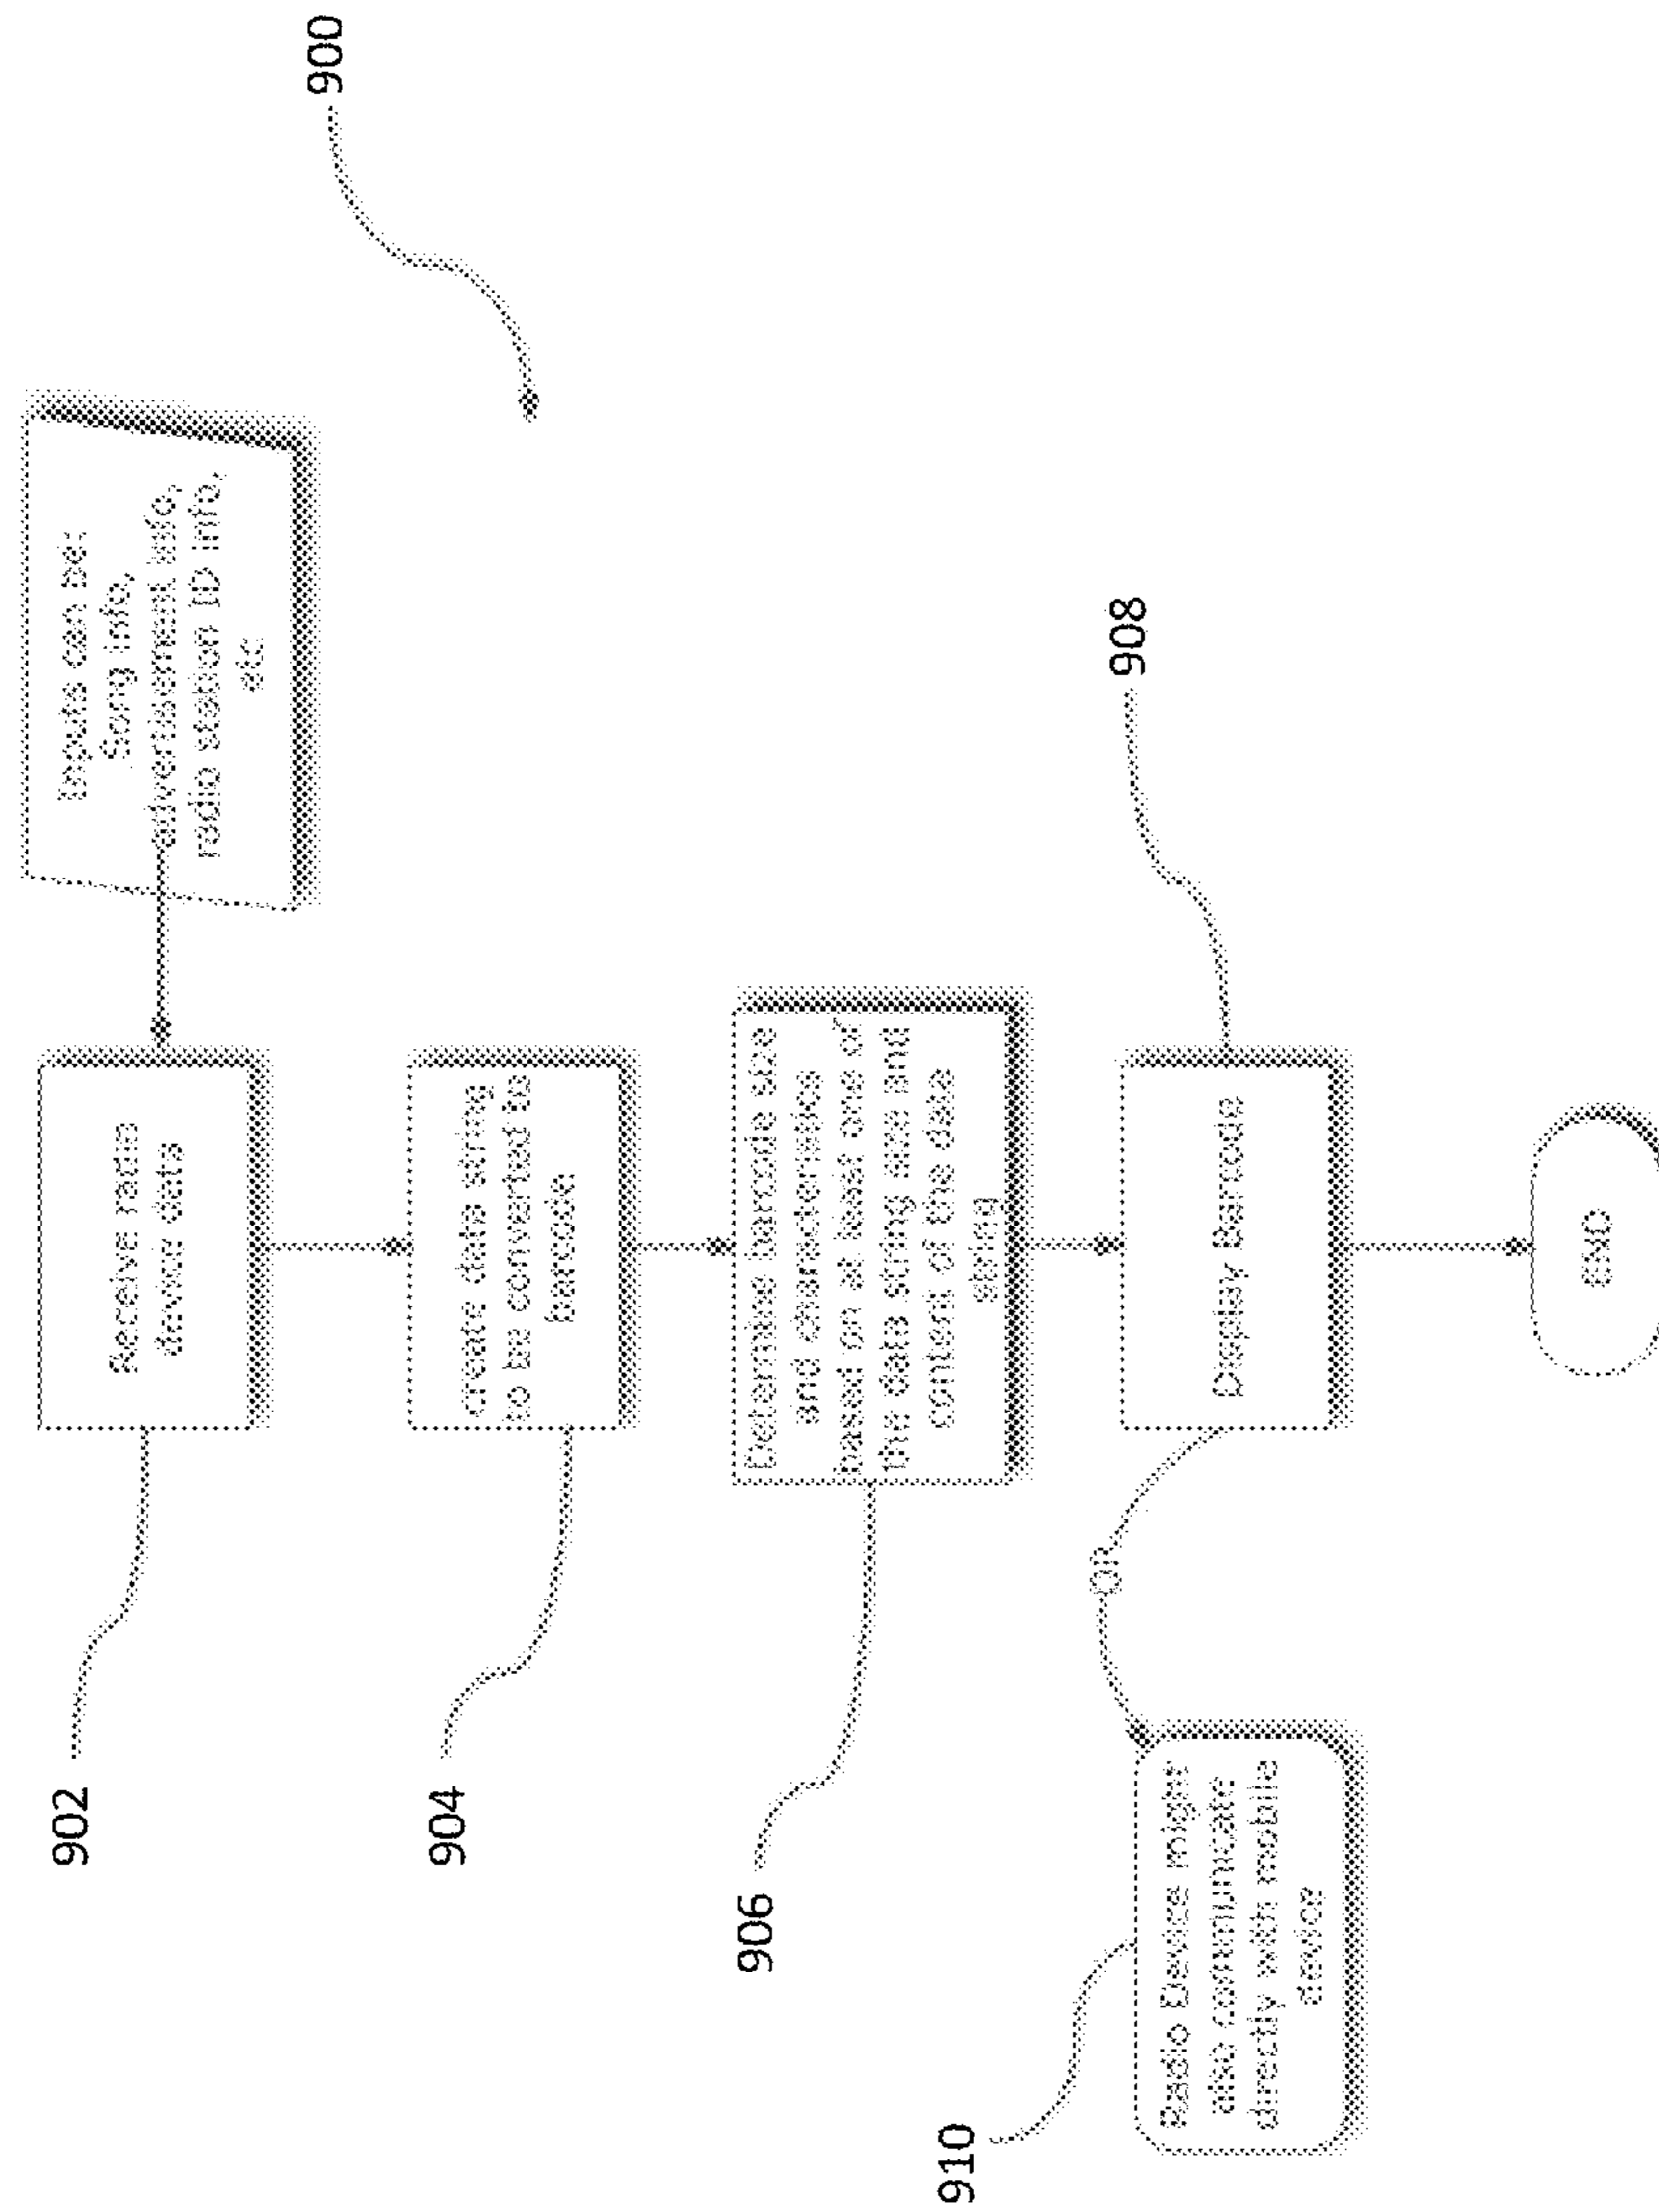 900
Inputs can be:
Song info,
advertisement info,
radio station ID info,
etc
902
Receive radio
device data
904
create data string
to be converted to
barcode
906
Determine barcode size
and characteristics
based on at least one of
the data string size and
content of the data
string
908
Display Barcode
OR
910
Radio Device might
also communicate
directly with mobile
device
END